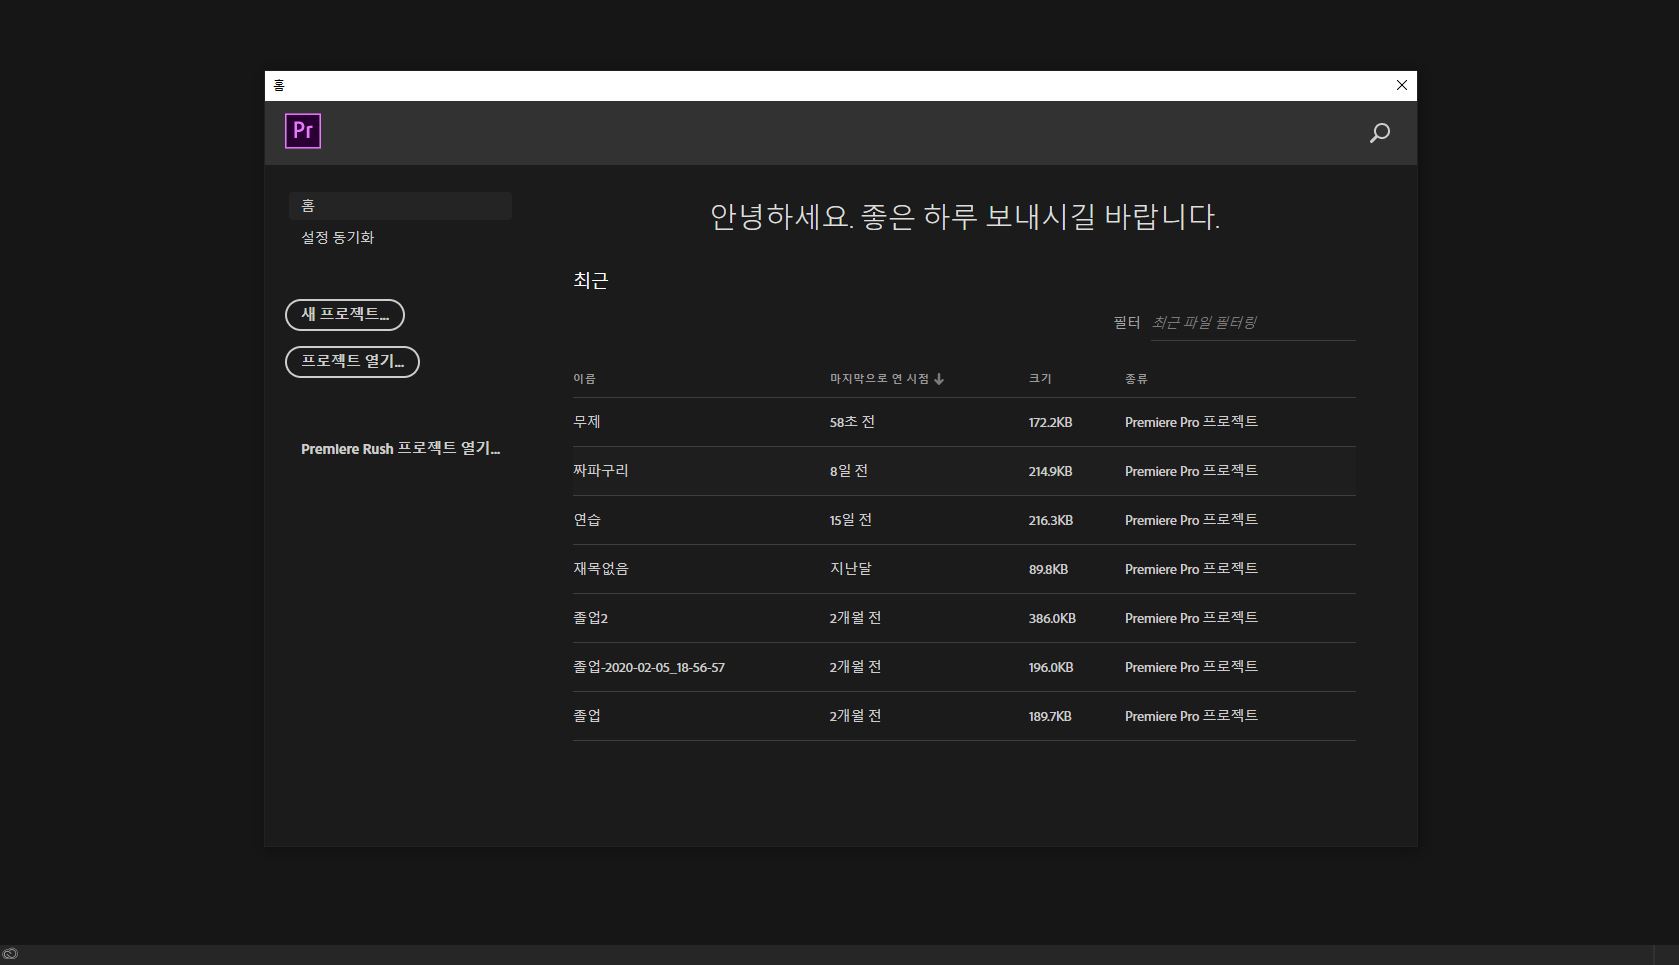 홈
Pr
홈
설정 동기화
새 프로젝트...
프로젝트 열기...
Premiere Rush 프로젝트 열기...
안녕하세요. 좋은 하루 보내시길 바랍니다.
최근
필터 최근 파일 필터링
이름 마지막으로 연 시점 크기 종류
무제 58초 전 172.2KB Premiere Pro 프로젝트
짜파구리 8일 전 214.9KB Premiere Pro 프로젝트
연습 15일 전 216.3KB Premiere Pro 프로젝트
재목없음 지난달 89.8KB Premiere Pro 프로젝트
졸업2 2개월 전 386.0KB Premiere Pro 프로젝트
졸업-2020-02-05_18-56-57 2개월 전 196.0KB Premiere Pro 프로젝트
졸업 2개월 전 189.7KB Premiere Pro 프로젝트